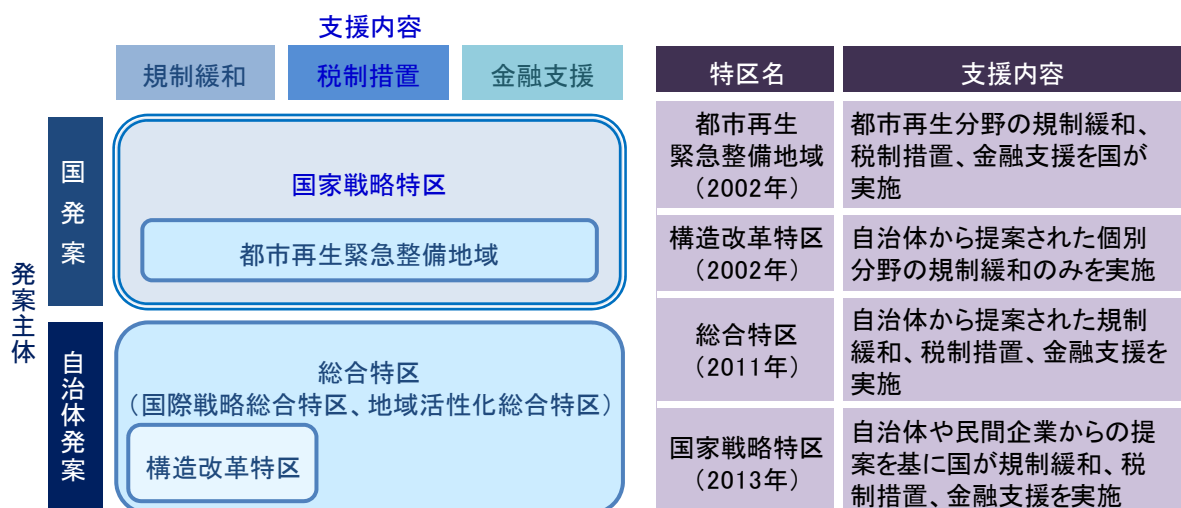 支援内容
規制緩和
税制措置
金融支援
発案主体
国発案
国家戦略特区
都市再生緊急整備地域
自治体発案
総合特区
(国際戦略総合特区、地域活性化総合特区)
構造改革特区
特区名
支援内容
都市再生
緊急整備地域
(2002年)
都市再生分野の規制緩和、
税制措置、金融支援を国が
実施
構造改革特区
(2002年)
自治体から提案された個別
分野の規制緩和のみを実施
総合特区
(2011年)
自治体から提案された規制
緩和、税制措置、金融支援を
実施
国家戦略特区
(2013年)
自治体や民間企業からの提
案を基に国が規制緩和、税
制措置、金融支援を実施